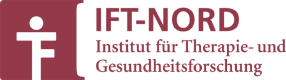 IFT-NORD
Institut für Therapie- und
Gesundheitsforschung